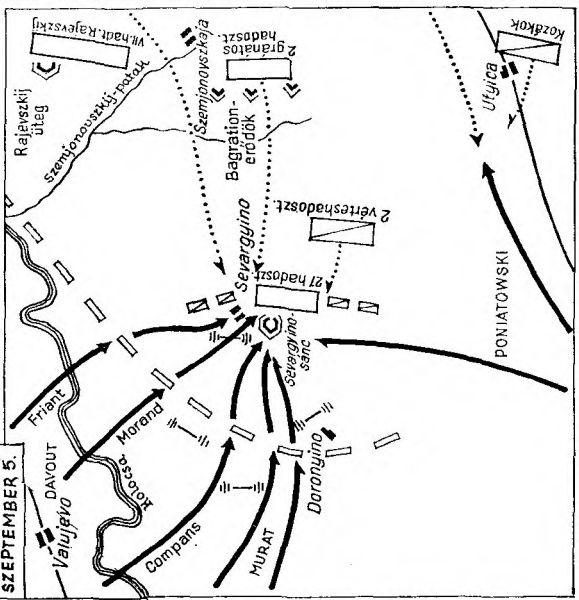 SZEPTEMBER 5.
VII. hadt. Rajevszkij
Rajevszkij
üteg
Szemjonovszkij-patak
Szemjonovszkaja
2 gránátos
hadoszt.
Bagration-
erődök
Kozákok
Utyica
Sevargyino
27 hadoszt.
2 vérteshadoszt.
Sevargyino-
sánc
PONIATOWSKI
Friant
DAVOUT
Morand
Valujevo
Kolocsa
Compans
MURAT
Doronyino